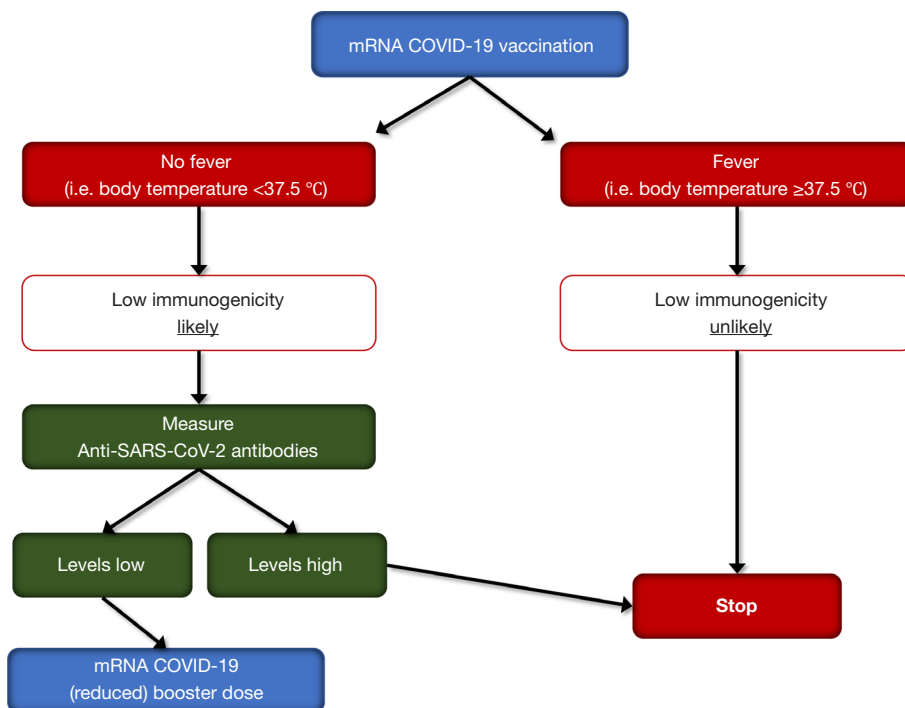 mRNA COVID-19 vaccination
No fever
(i.e. body temperature <37.5 ℃)
Fever
(i.e. body temperature ≥37.5 ℃)
Low immunogenicity
likely
Low immunogenicity
unlikely
Measure
Anti-SARS-CoV-2 antibodies
Levels low
Levels high
Stop
mRNA COVID-19
(reduced) booster dose